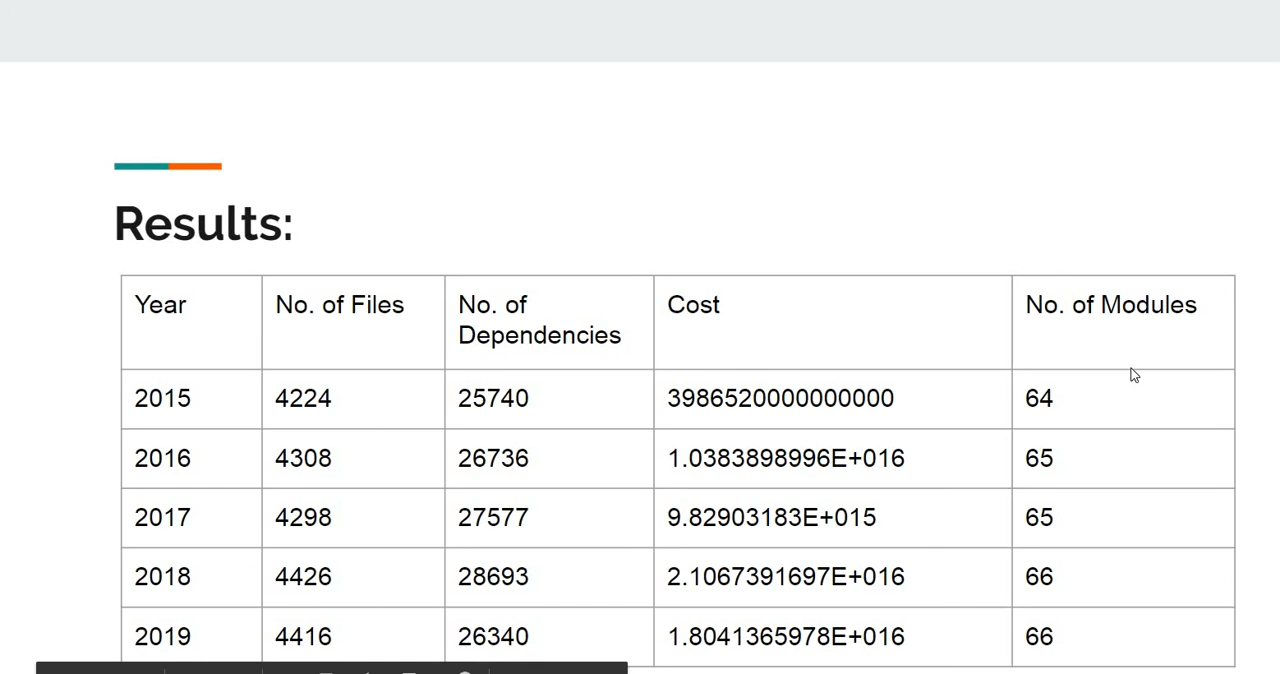 Results:
Year No. of Files No. of Dependencies Cost No. of Modules
2015 4224 25740 3986520000000000 64
2016 4308 26736 1.0383898996E+016 65
2017 4298 27577 9.82903183E+015 65
2018 4426 28693 2.1067391697E+016 66
2019 4416 26340 1.8041365978E+016 66